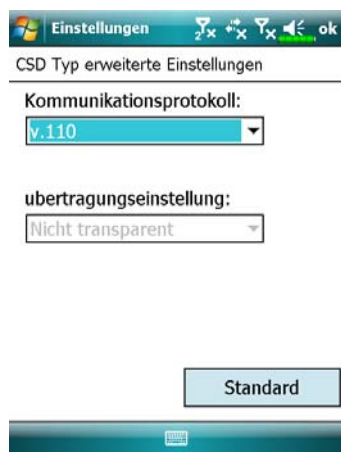 Einstellungen
ok
CSD Typ erweiterte Einstellungen
Kommunikationsprotokoll:
v.110
ubertragungseinstellung:
Nicht transparent
Standard